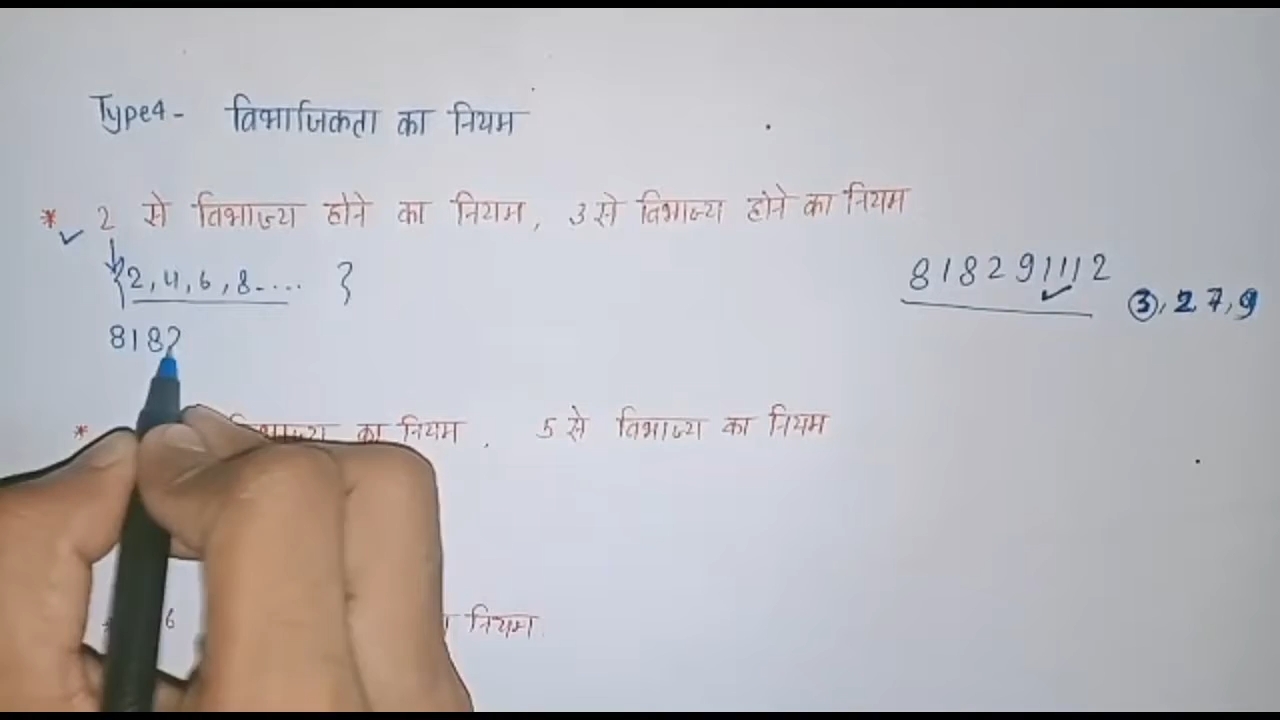 Type4- विभाजिकता का नियम
* 2 से विभाज्य होने का नियम, 3 से विभाज्य होने का नियम
{2, 4, 6, 8-.... }
818291112
③, 27, 9
8182
* विभाज्य का नियम . 5 से विभाज्य का नियम
6 नियम